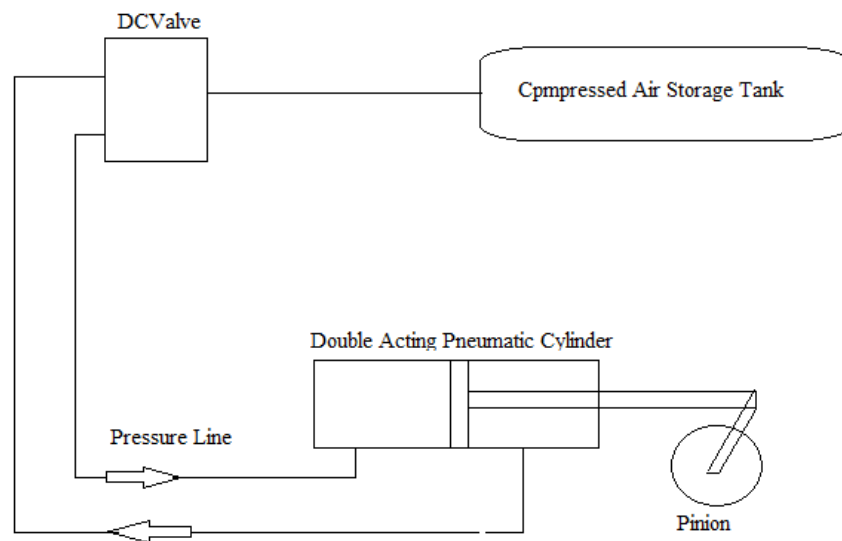 DCValve
Cpmpressed Air Storage Tank
Double Acting Pneumatic Cylinder
Pressure Line
Pinion